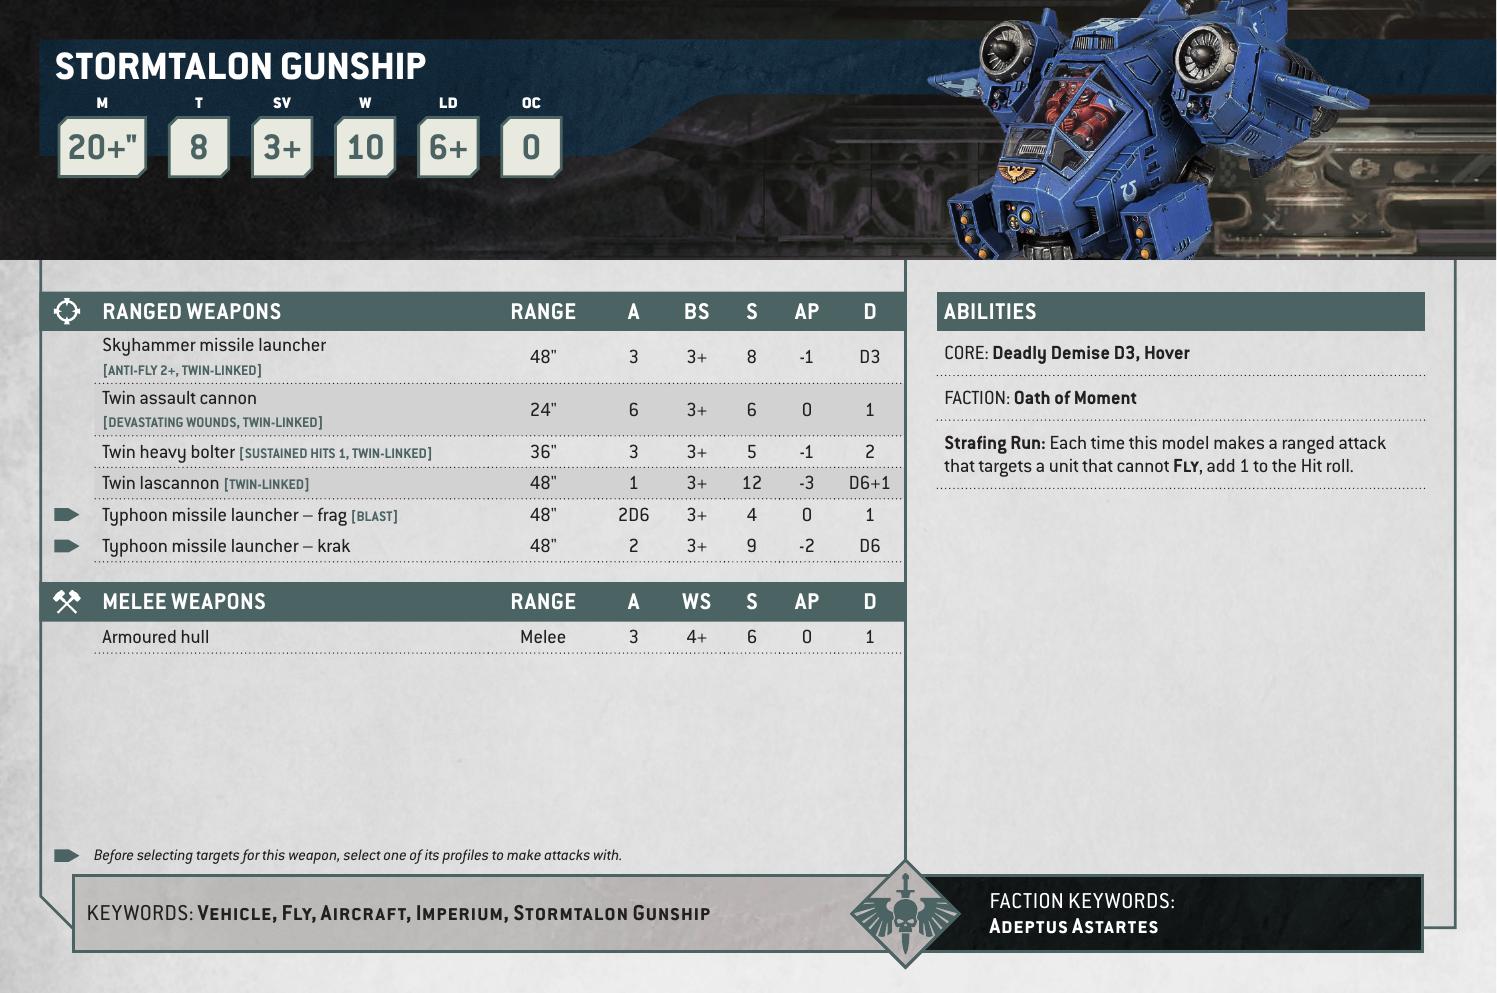 STORMTALON GUNSHIP
M T SV W LD OC
20+" 8 3+ 10 6+ 0
RANGED WEAPONS RANGE A BS S AP D
Skyhammer missile launcher
[ANTI-FLY 2+, TWIN-LINKED] 48" 3 3+ 8 -1 D3
Twin assault cannon
[DEVASTATING WOUNDS, TWIN-LINKED] 24" 6 3+ 6 0 1
Twin heavy bolter [SUSTAINED HITS 1, TWIN-LINKED] 36" 3 3+ 5 -1 2
Twin lascannon [TWIN-LINKED] 48" 1 3+ 12 -3 D6+1
Typhoon missile launcher – frag [BLAST] 48" 2D6 3+ 4 0 1
Typhoon missile launcher – krak 48" 2 3+ 9 -2 D6
MELEE WEAPONS RANGE A WS S AP D
Armoured hull Melee 3 4+ 6 0 1
Before selecting targets for this weapon, select one of its profiles to make attacks with.
ABILITIES
CORE: Deadly Demise D3, Hover
FACTION: Oath of Moment
Strafing Run: Each time this model makes a ranged attack
that targets a unit that cannot FLY, add 1 to the Hit roll.
KEYWORDS: VEHICLE, FLY, AIRCRAFT, IMPERIUM, STORMTALON GUNSHIP
FACTION KEYWORDS:
ADEPTUS ASTARTES